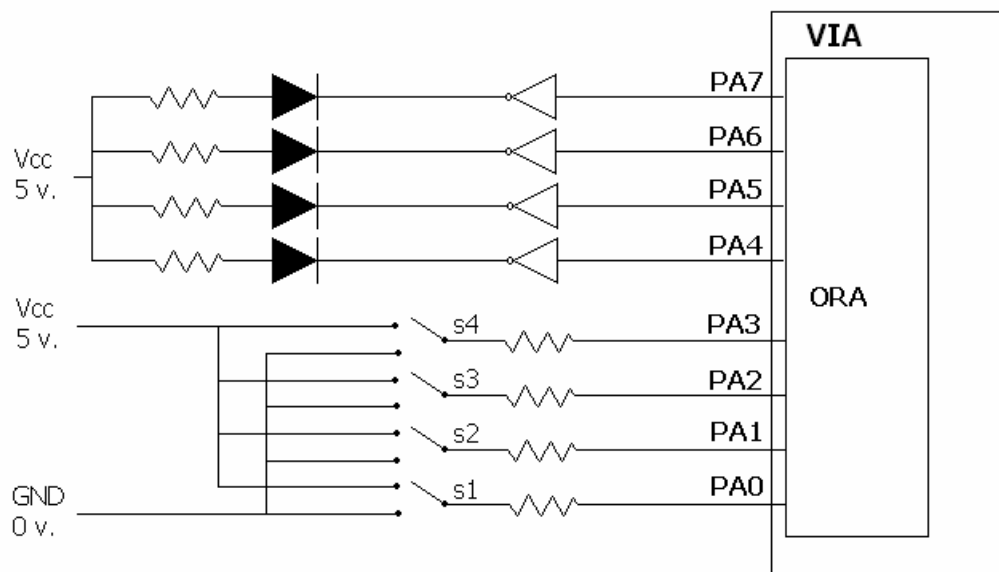 VIA
PA7
PA6
Vcc
5 v.
PA5
PA4
ORA
Vcc
5 v.
s4
PA3
s3
PA2
s2
PA1
s1
PA0
GND
0 v.